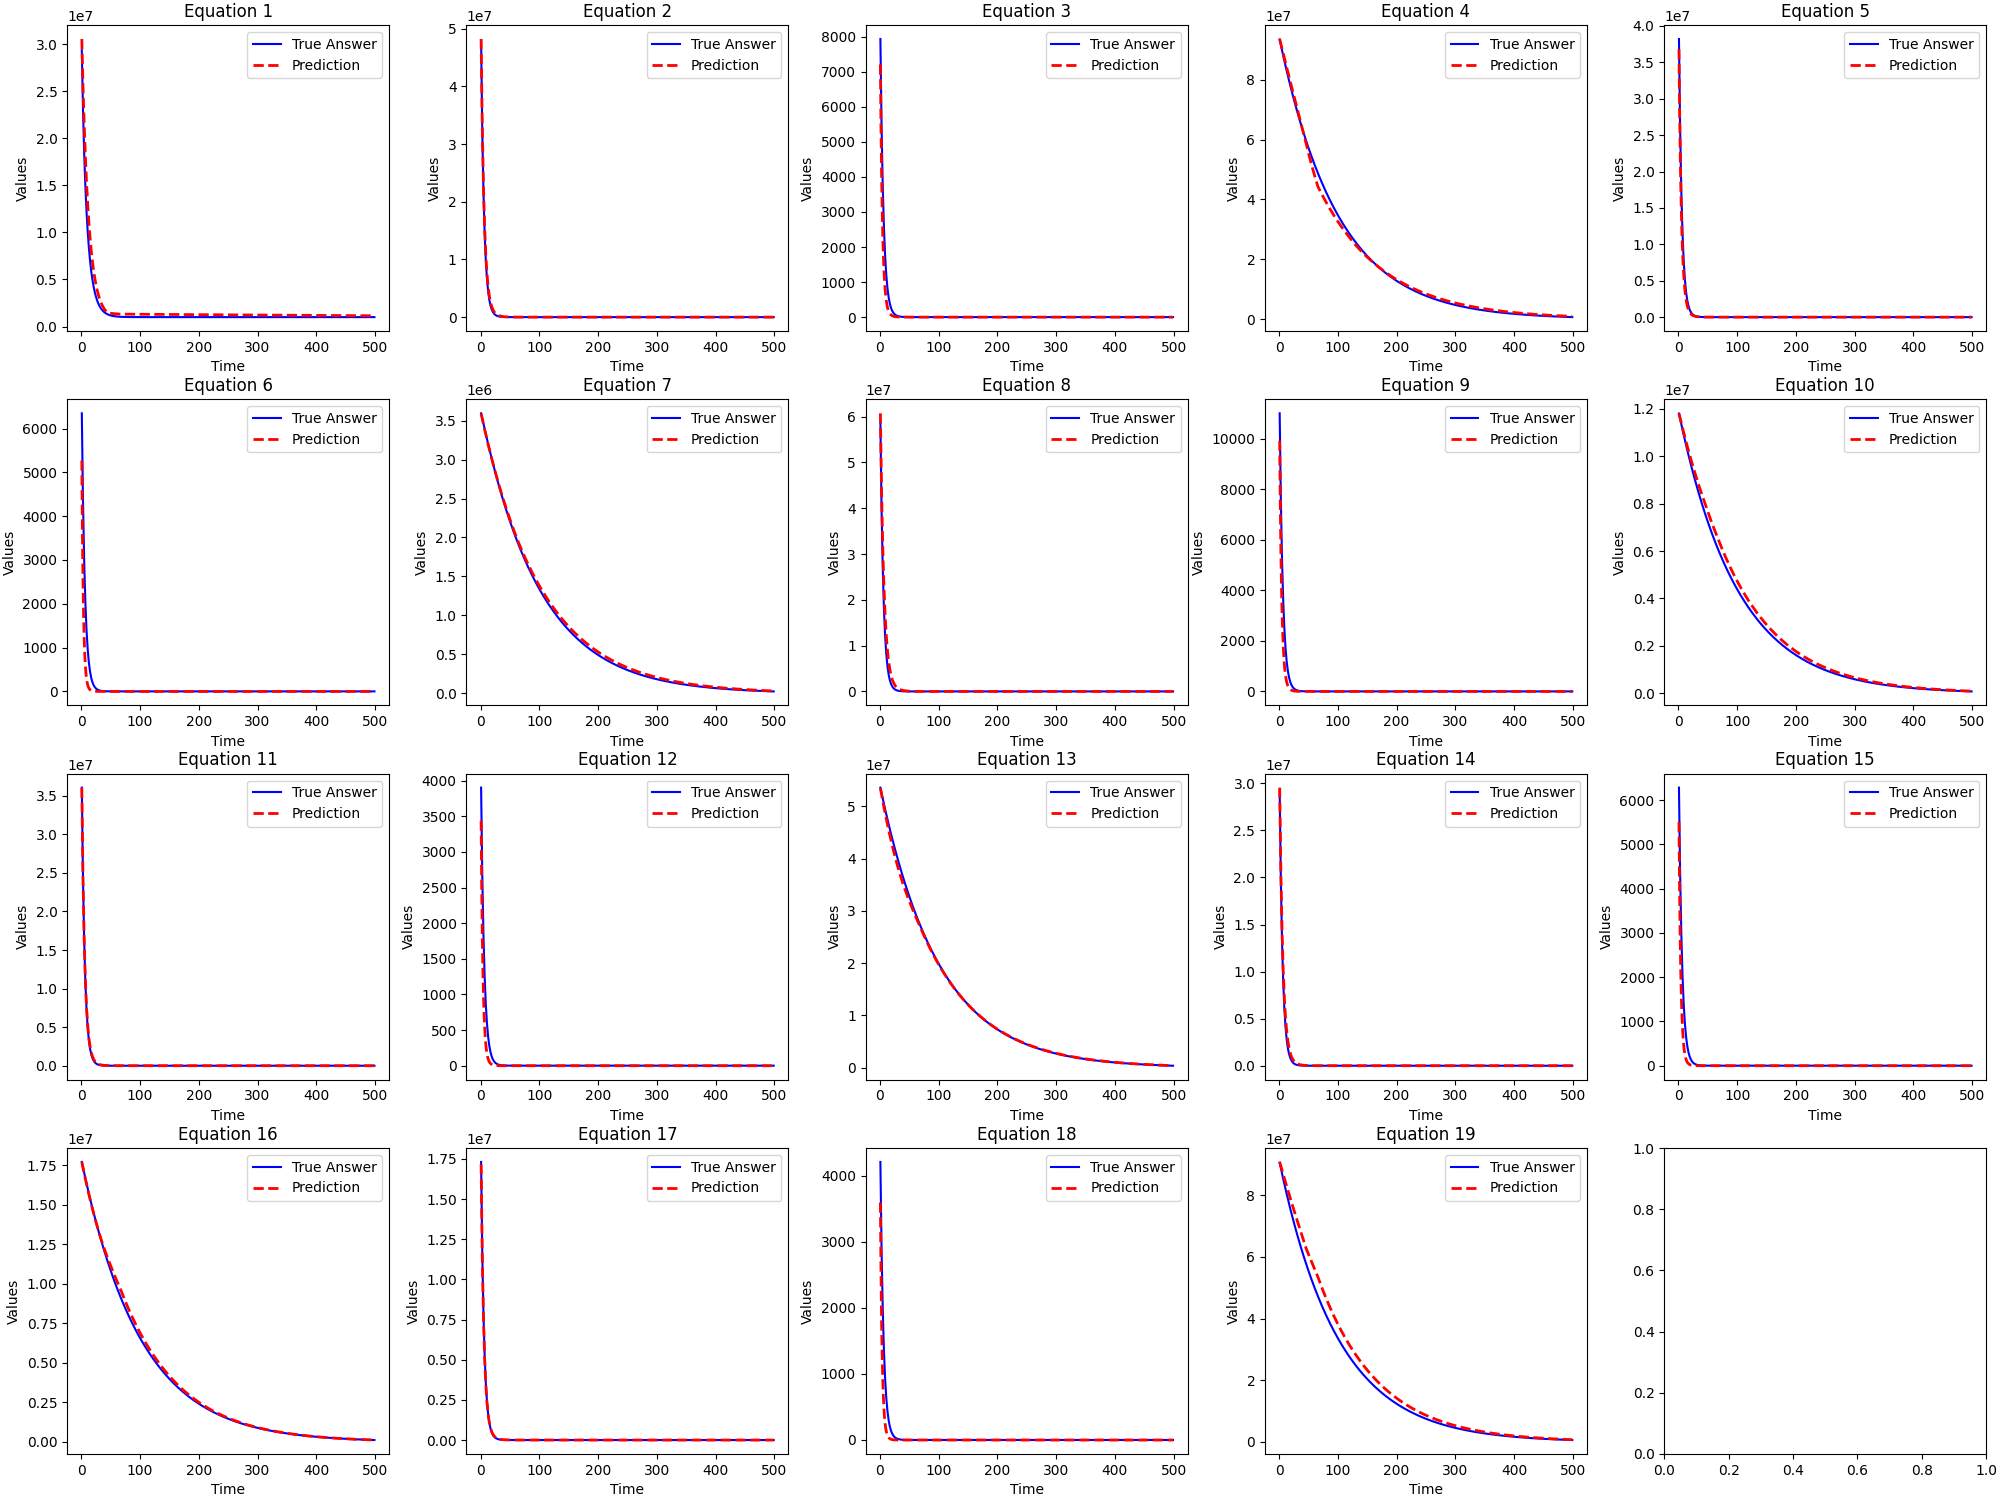 Equation 1
1e7
3.0
2.5
2.0
1.5
1.0
0.5
0.0
Values
True Answer
Prediction
0 100 200 300 400 500
Time
Equation 2
1e7
5
4
3
2
1
0
Values
True Answer
Prediction
0 100 200 300 400 500
Time
Equation 3
8000
7000
6000
5000
4000
3000
2000
1000
0
Values
True Answer
Prediction
0 100 200 300 400 500
Time
Equation 4
1e7
8
6
4
2
0
Values
True Answer
Prediction
0 100 200 300 400 500
Time
Equation 5
1e7
4.0
3.5
3.0
2.5
2.0
1.5
1.0
0.5
0.0
Values
True Answer
Prediction
0 100 200 300 400 500
Time
Equation 6
6000
5000
4000
3000
2000
1000
0
Values
True Answer
Prediction
0 100 200 300 400 500
Time
Equation 7
1e6
3.5
3.0
2.5
2.0
1.5
1.0
0.5
0.0
Values
True Answer
Prediction
0 100 200 300 400 500
Time
Equation 8
1e7
6
5
4
3
2
1
0
Values
True Answer
Prediction
0 100 200 300 400 500
Time
Equation 9
10000
8000
6000
4000
2000
0
Values
True Answer
Prediction
0 100 200 300 400 500
Time
Equation 10
1e7
1.2
1.0
0.8
0.6
0.4
0.2
0.0
Values
True Answer
Prediction
0 100 200 300 400 500
Time
Equation 11
1e7
3.5
3.0
2.5
2.0
1.5
1.0
0.5
0.0
Values
True Answer
Prediction
0 100 200 300 400 500
Time
Equation 12
4000
3500
3000
2500
2000
1500
1000
500
0
Values
True Answer
Prediction
0 100 200 300 400 500
Time
Equation 13
1e7
5
4
3
2
1
0
Values
True Answer
Prediction
0 100 200 300 400 500
Time
Equation 14
1e7
3.0
2.5
2.0
1.5
1.0
0.5
0.0
Values
True Answer
Prediction
0 100 200 300 400 500
Time
Equation 15
6000
5000
4000
3000
2000
1000
0
Values
True Answer
Prediction
0 100 200 300 400 500
Time
Equation 16
1e7
1.75
1.50
1.25
1.00
0.75
0.50
0.25
0.00
Values
True Answer
Prediction
0 100 200 300 400 500
Time
Equation 17
1e7
1.75
1.50
1.25
1.00
0.75
0.50
0.25
0.00
Values
True Answer
Prediction
0 100 200 300 400 500
Time
Equation 18
4000
3000
2000
1000
0
Values
True Answer
Prediction
0 100 200 300 400 500
Time
Equation 19
1e7
8
6
4
2
0
Values
True Answer
Prediction
0 100 200 300 400 500
Time
1.0
0.8
0.6
0.4
0.2
0.0
0.0 0.2 0.4 0.6 0.8 1.0